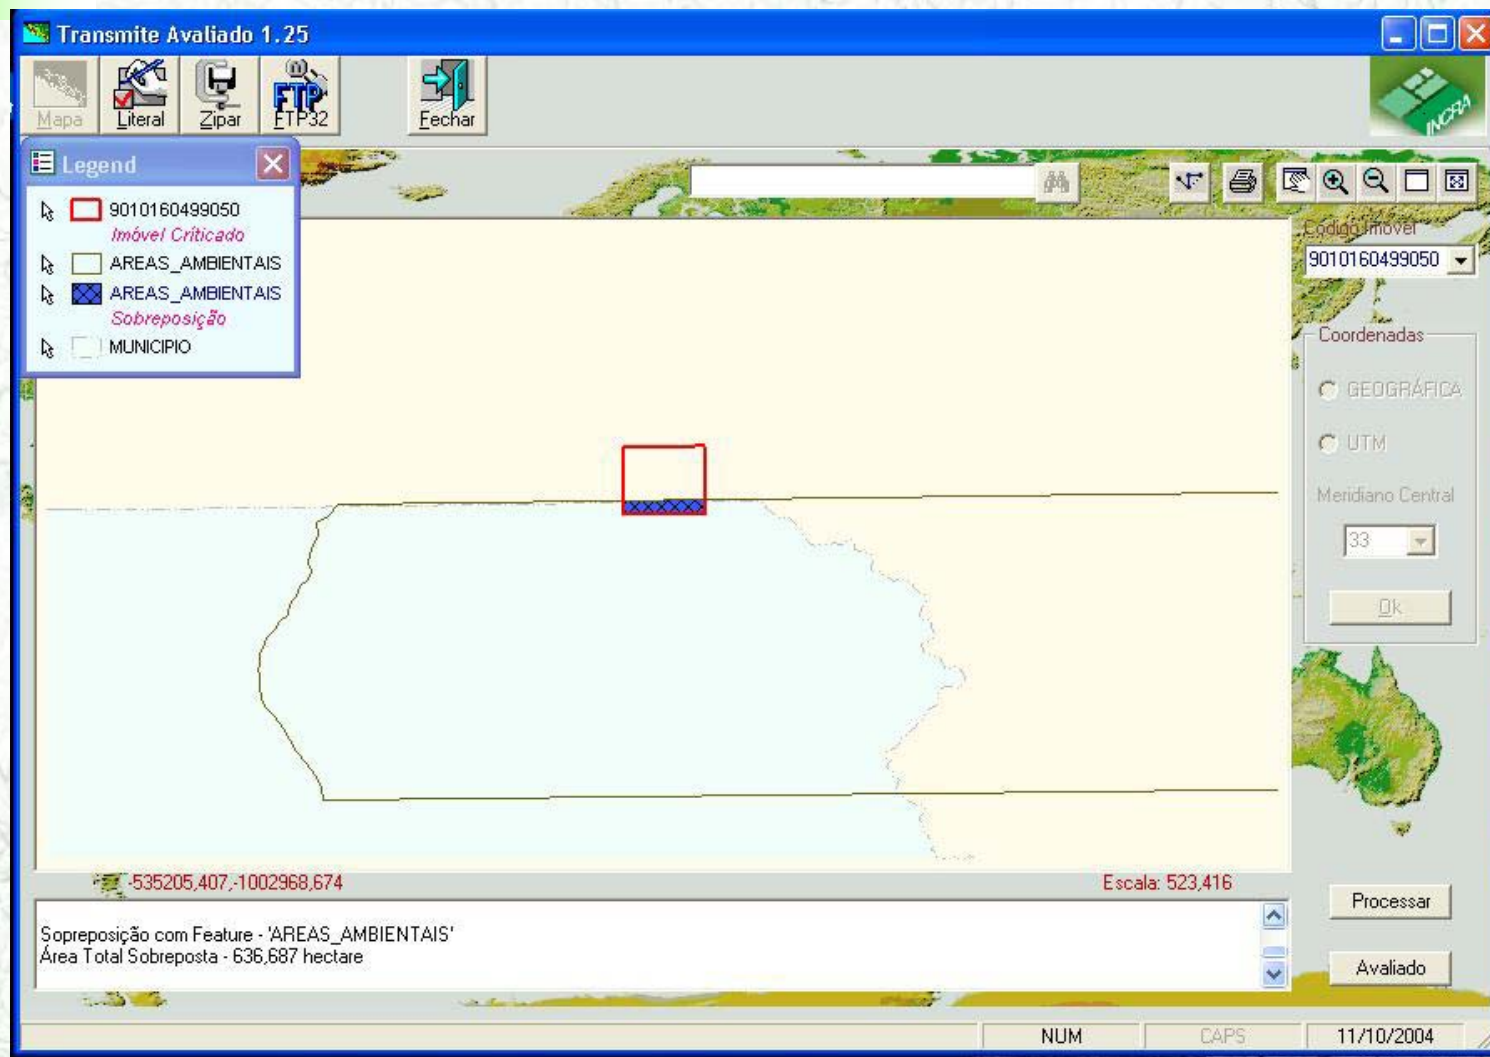 Transmite Avaliado 1.25
Mapa
Literal
Zipar
FTP
FTP32
Fechar
INCRA
Legend
9010160499050
Imóvel Críticado
AREAS_AMBIENTAIS
AREAS_AMBIENTAIS
Sobreposição
MUNICIPIO
Código Imóvel
9010160499050
Coordenadas
GEOGRÁFICA
UTM
Meridiano Central
33
Ok
-535205,407,-1002968,674
Escala: 523,416
Sopreposição com Feature - 'AREAS_AMBIENTAIS'
Área Total Sobreposta - 636,687 hectare
Processar
Avaliado
NUM
CAPS
11/10/2004